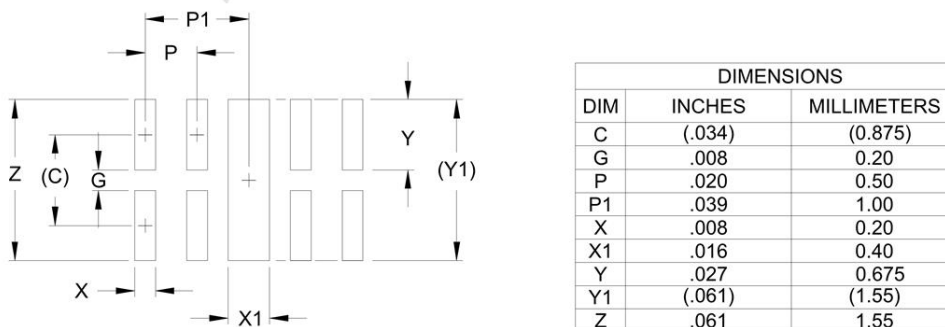 P1
P
Z
(C)
G
Y
(Y1)
X
X1
DIMENSIONS
DIM INCHES MILLIMETERS
C (.034) (0.875)
G .008 0.20
P .020 0.50
P1 .039 1.00
X .008 0.20
X1 .016 0.40
Y .027 0.675
Y1 (.061) (1.55)
Z .061 1.55